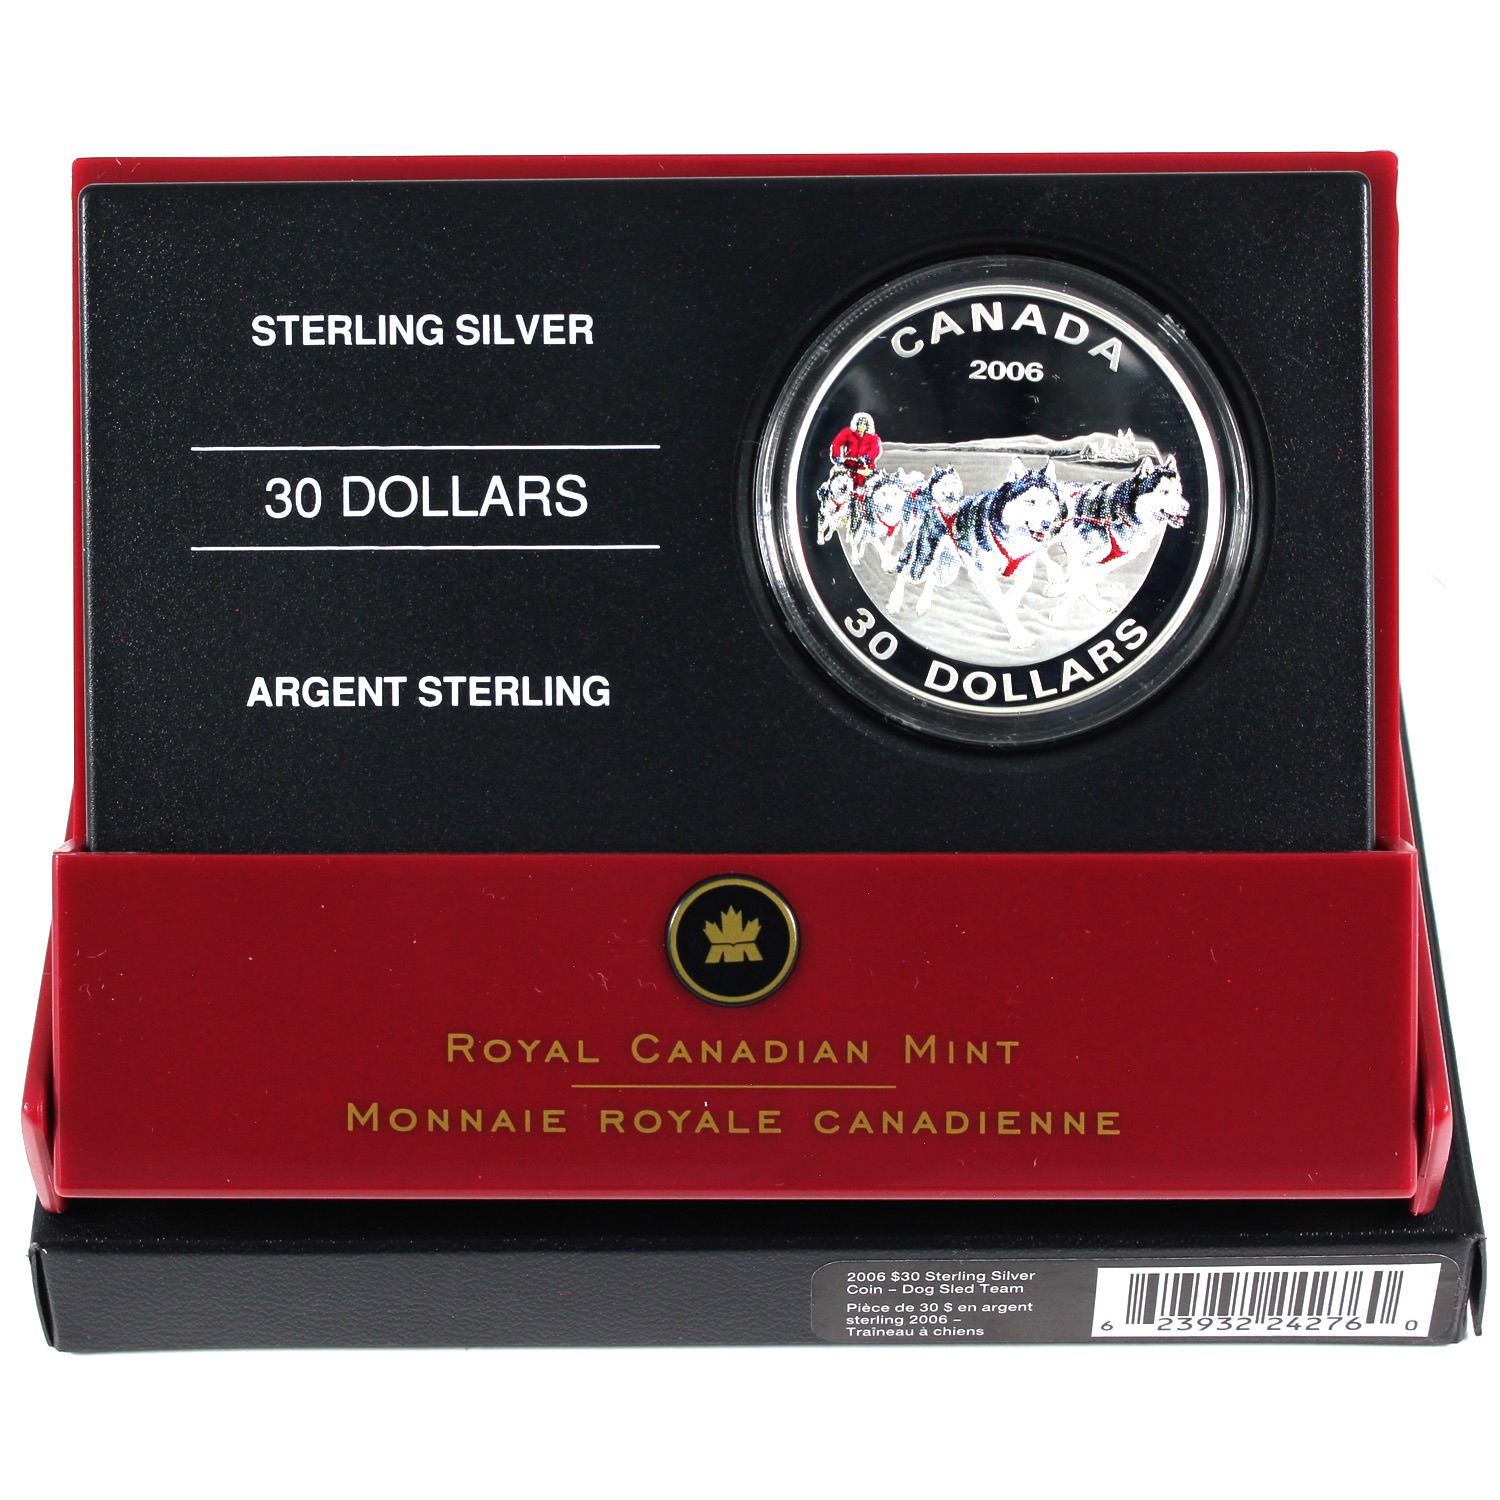 STERLING SILVER
30 DOLLARS
ARGENT STERLING
CANADA
2006
30 DOLLARS
ROYAL CANADIAN MINT
MONNAIE ROYALE CANADIENNE
2006 $30 Sterling Silver
Coin – Dog Sled Team
Pièce de 30 $ en argent
sterling 2006 –
Traîneau à chiens
6 23932 24276 0